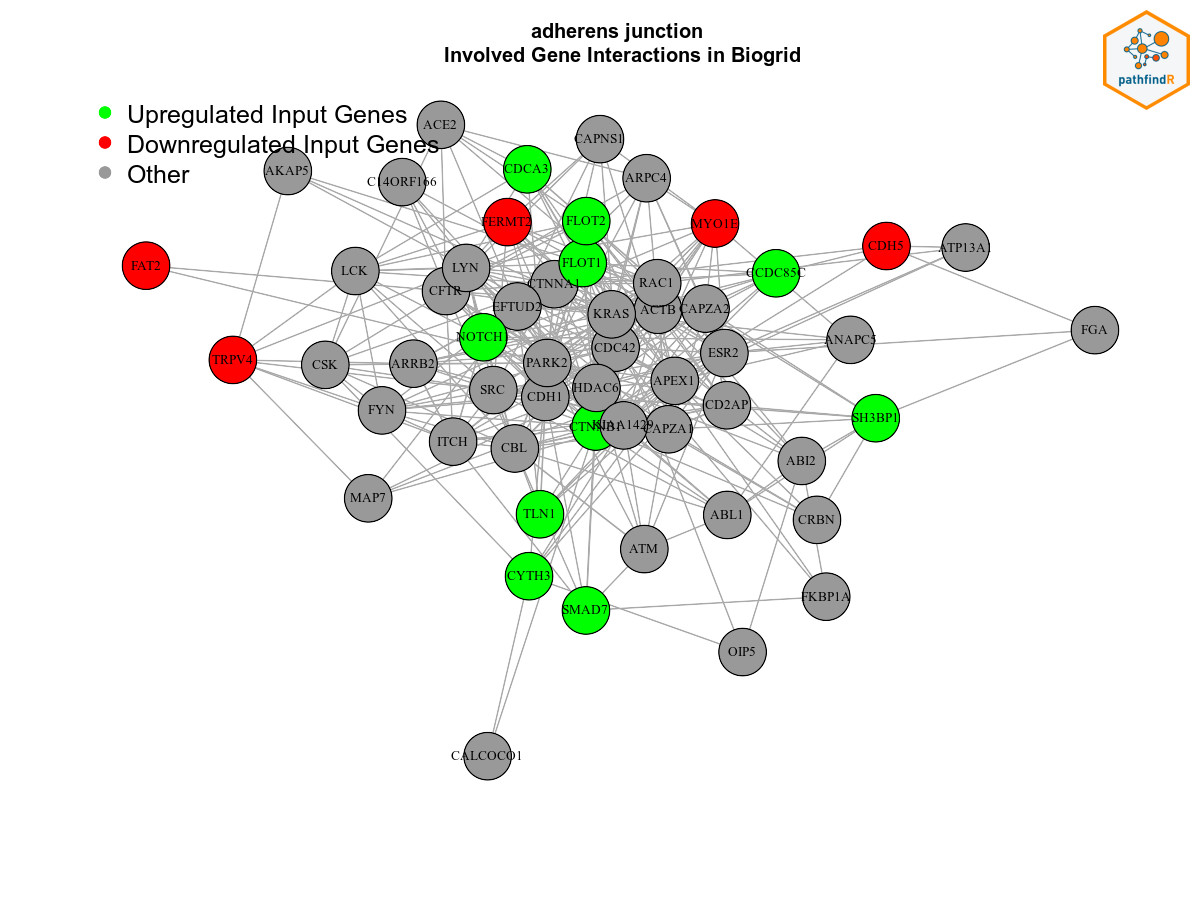 adherens junction
Involved Gene Interactions in Biogrid
pathfindR
Upregulated Input Genes
Downregulated Input Genes
Other
ACE2
CAPNS1
AKAP5
C14ORF166
CDCA3
ARPC4
FERMT2
FLOT2
MYO1E
CDH5
ATP13A1
FAT2
LCK
LYN
FLOT1
CCDC85C
CFTR
CTNNA1
RAC1
EFTUD2
KRAS
ACTB
CAPZA2
FGA
NOTCH1
CDC42
ESR2
ANAPC5
TRPV4
CSK
ARRB2
PARK2
HDAC6
APEX1
SRC
CDH1
FYN
CD2AP
SH3BP1
CTNNB1
KIAA1429
CAPZA1
ITCH
CBL
ABI2
MAP7
TLN1
ABL1
CRBN
ATM
CYTH3
SMAD7
FKBP1A
OIP5
CALCOCO1